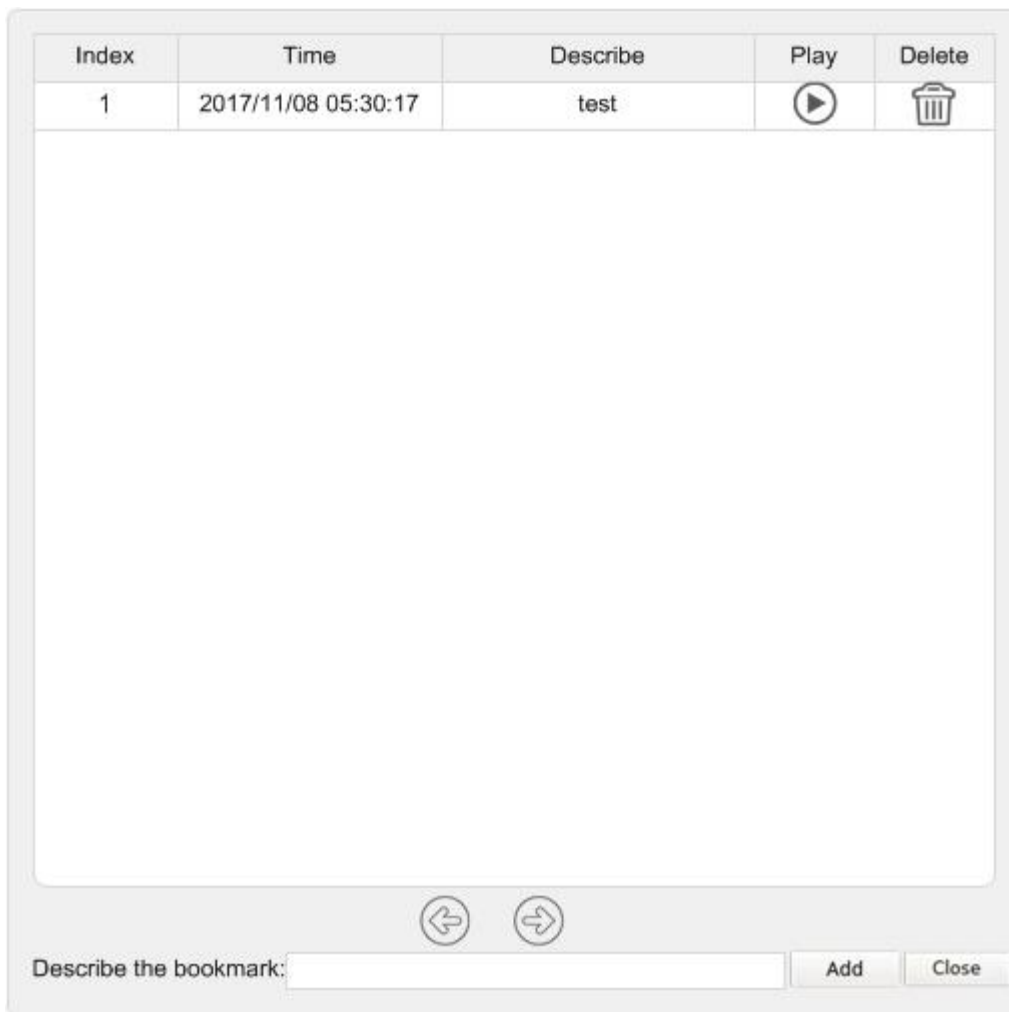 Index Time Describe Play Delete
1 2017/11/08 05:30:17 test
Describe the bookmark: Add Close